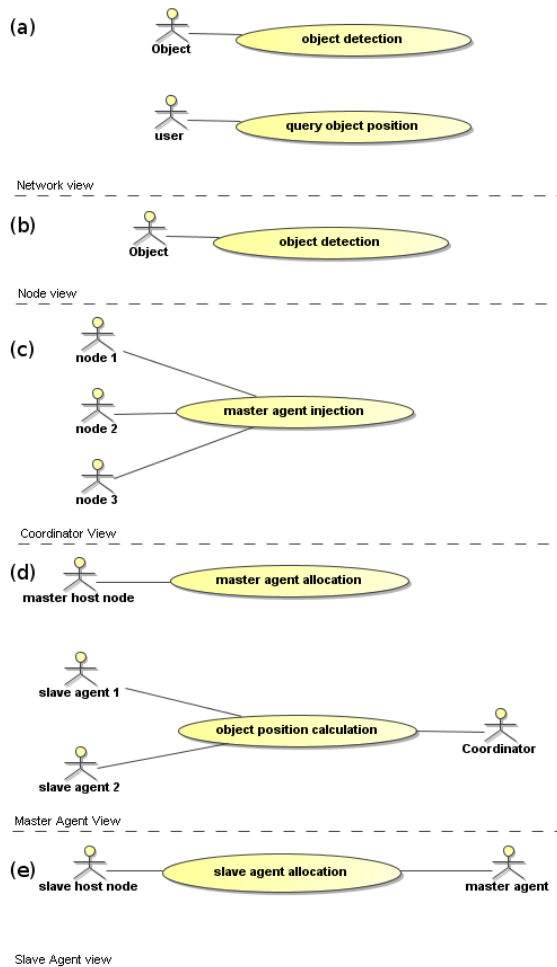 (a)
Object
object detection
user
query object position
Network view
(b)
Object
object detection
Node view
(c)
node 1
node 2
master agent injection
node 3
Coordinator View
(d)
master host node
master agent allocation
slave agent 1
object position calculation
Coordinator
slave agent 2
Master Agent View
(e)
slave host node
slave agent allocation
master agent
Slave Agent view